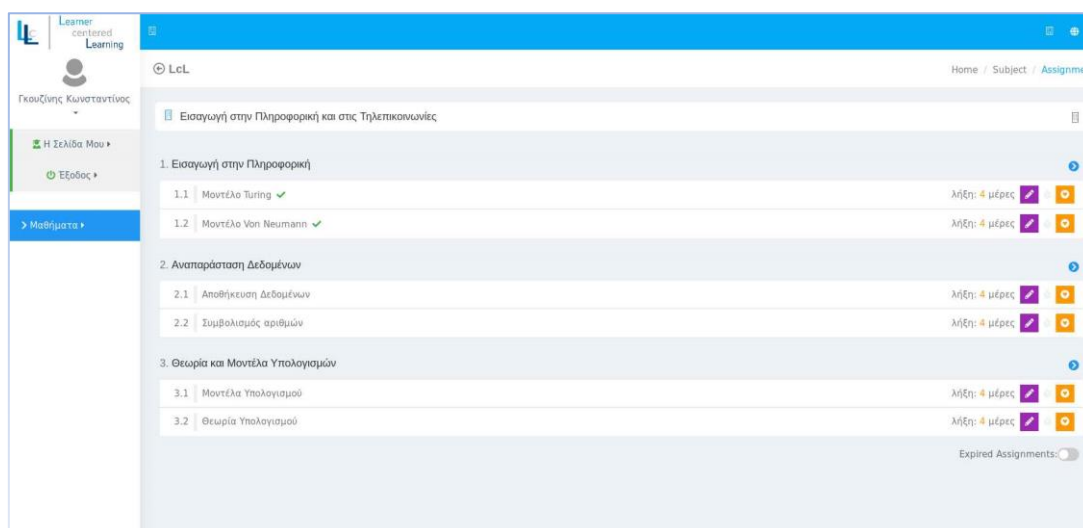 LLC
Learner
centered
Learning
LcL
Home / Subject / Assignme
Γκουζίνης Κωνσταντίνος
Η Σελίδα Μου
Έξοδος
Μαθήματα
Εισαγωγή στην Πληροφορική και στις Τηλεπικοινωνίες
1. Εισαγωγή στην Πληροφορική
1.1 Μοντέλο Turing λήξη: 4 μέρες
1.2 Μοντέλο Von Neumann λήξη: 4 μέρες
2. Αναπαράσταση Δεδομένων
2.1 Αποθήκευση Δεδομένων λήξη: 4 μέρες
2.2 Συμβολισμός αριθμών λήξη: 4 μέρες
3. Θεωρία και Μοντέλα Υπολογισμών
3.1 Μοντέλα Υπολογισμού λήξη: 4 μέρες
3.2 Θεωρία Υπολογισμού λήξη: 4 μέρες
Expired Assignments: